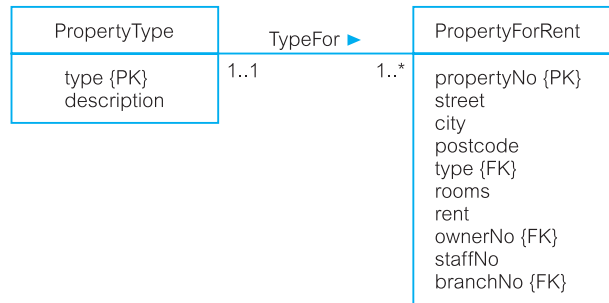 PropertyType
TypeFor ►
PropertyForRent
type {PK}
description
1..1
1..*
propertyNo {PK}
street
city
postcode
type {FK}
rooms
rent
ownerNo {FK}
staffNo
branchNo {FK}